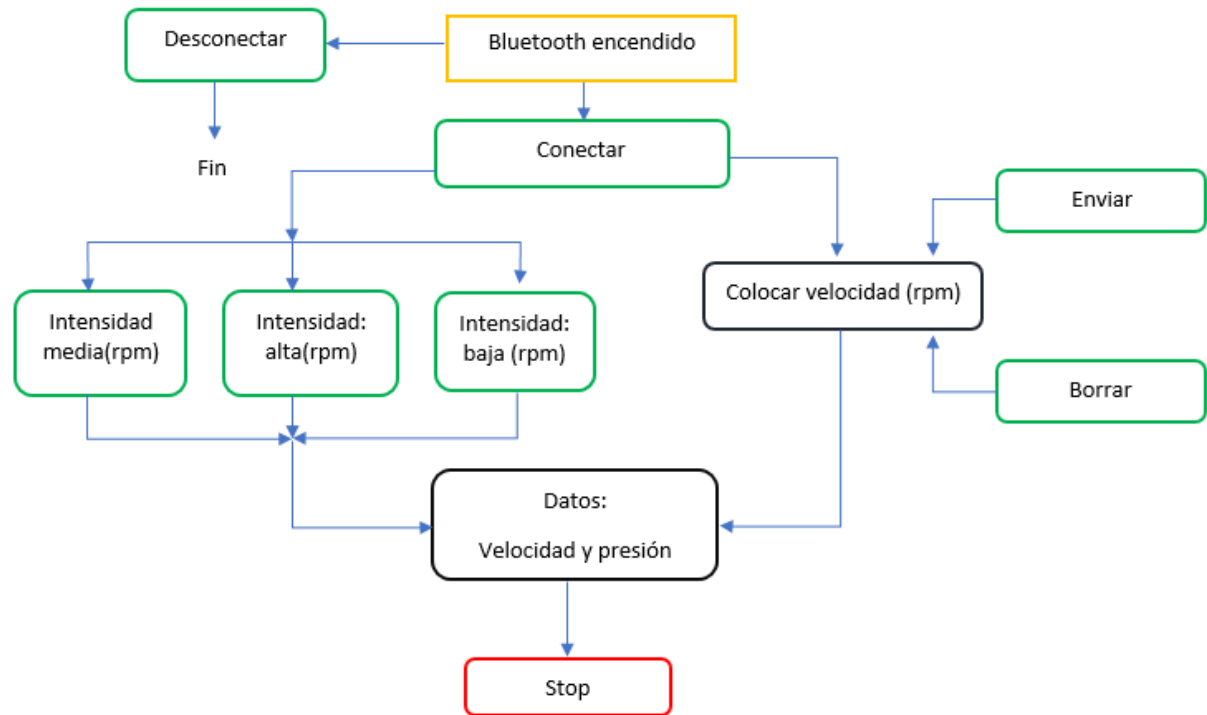 Desconectar
Bluetooth encendido
Conectar
Fin
Enviar
Colocar velocidad (rpm)
Intensidad
media(rpm)
Intensidad:
alta(rpm)
Intensidad:
baja (rpm)
Borrar
Datos:
Velocidad y presión
Stop